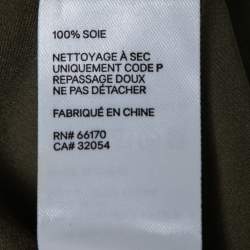 100% SOIE
NETTOYAGE À SEC
UNIQUEMENT CODE P
REPASSAGE DOUX
NE PAS DÉTACHER
FABRIQUÉ EN CHINE
RN# 66170
CA# 32054